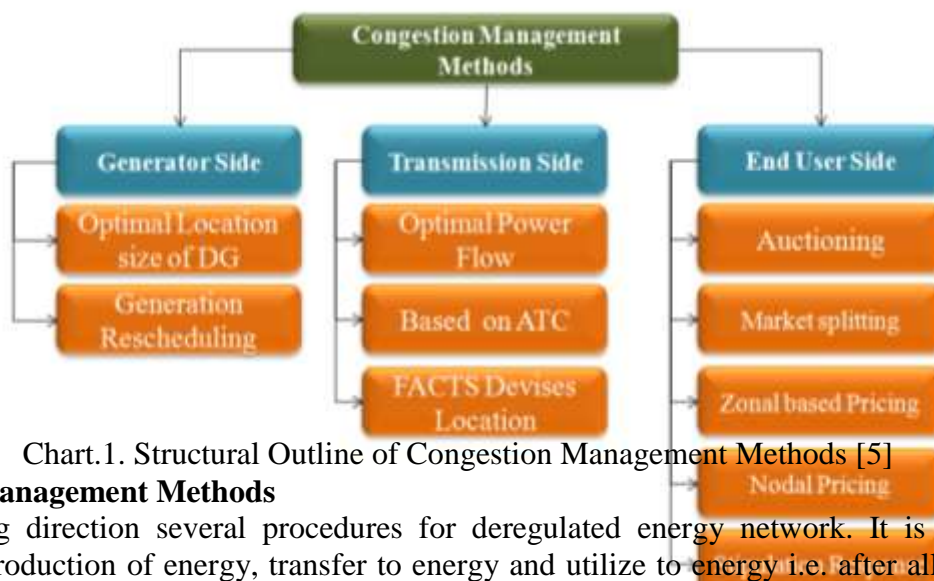 Congestion Management
Methods
Generator Side
Optimal Location
size of DG
Generation
Rescheduling
Transmission Side
Optimal Power
Flow
Based on ATC
FACTS Devises
Location
End User Side
Auctioning
Market splitting
Zonal based Pricing
Nodal Pricing
Chart.1. Structural Outline of Congestion Management Methods [5]
anagement Methods
g direction several procedures for deregulated energy network. It is
roduction of energy, transfer to energy and utilize to energy i.e. after all